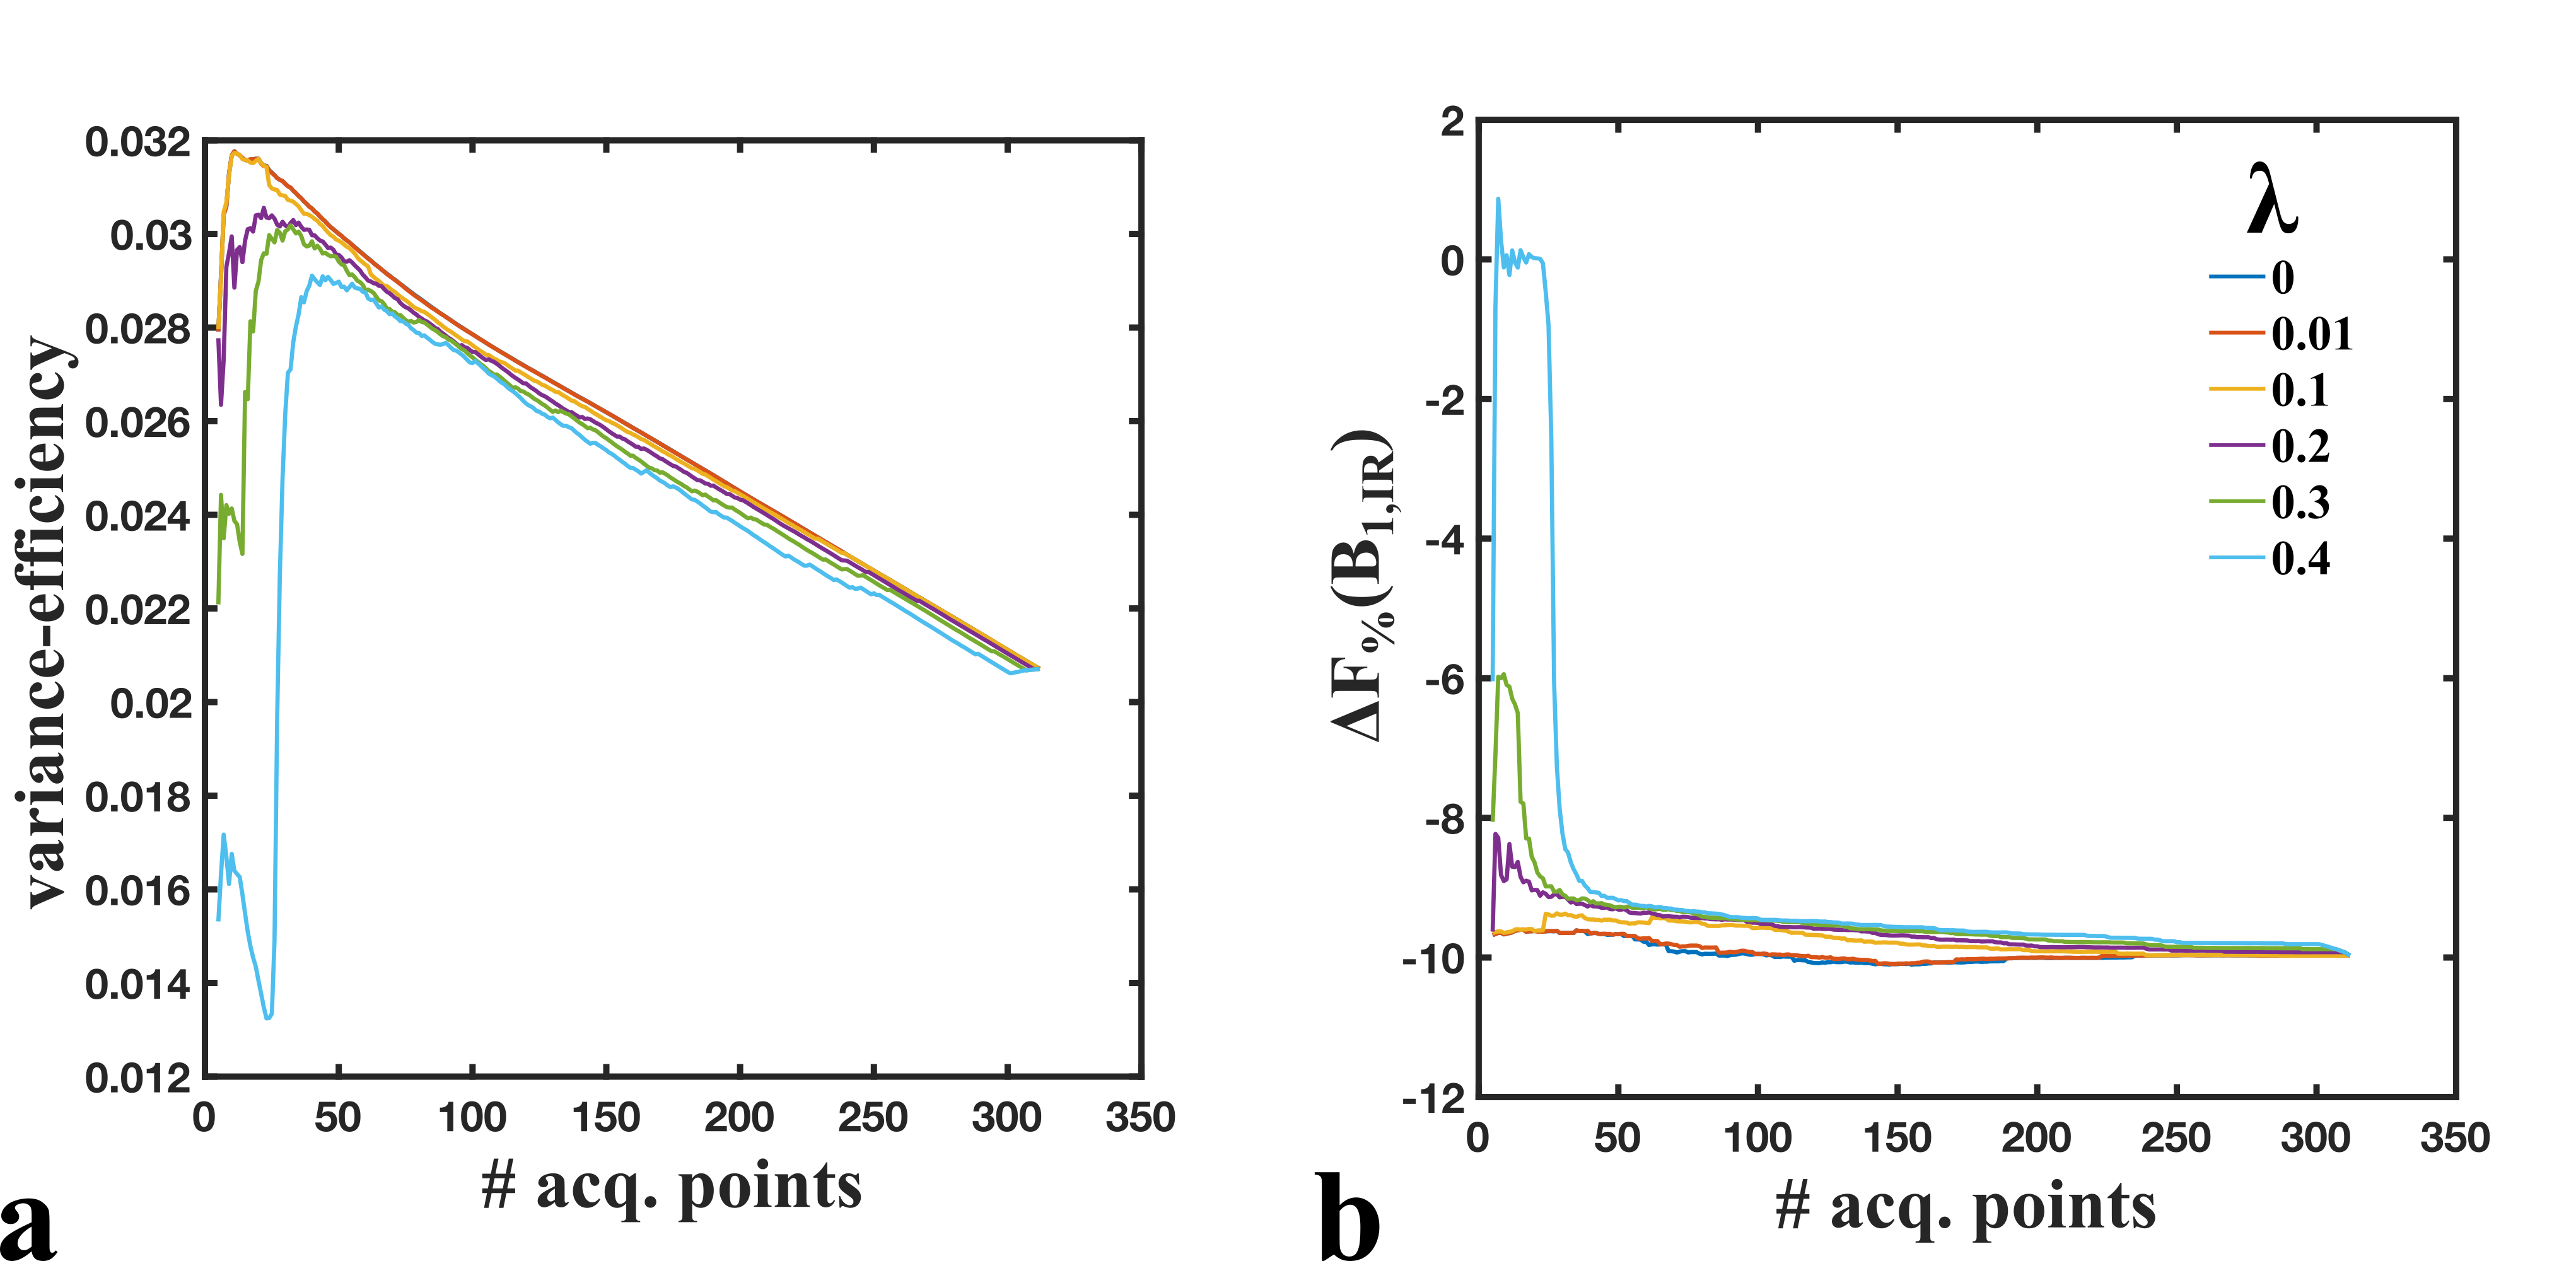 variance-efficiency
0.032
0.03
0.028
0.026
0.024
0.022
0.02
0.018
0.016
0.014
0.012
0 50 100 150 200 250 300 350
# acq. points
a
ΔF%(B1,IR)
2
0
-2
-4
-6
-8
-10
-12
0 50 100 150 200 250 300 350
# acq. points
λ
0
0.01
0.1
0.2
0.3
0.4
b